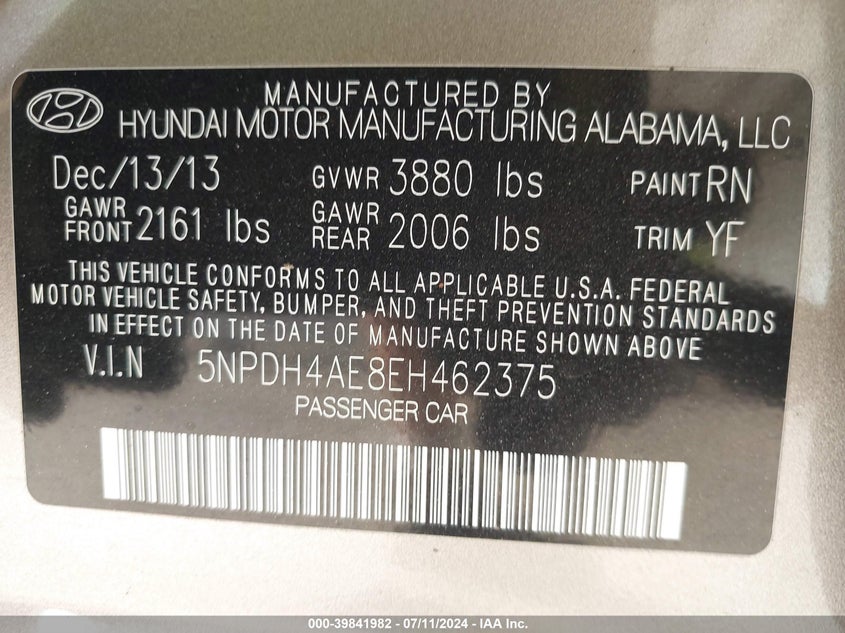 MANUFACTURED BY
HYUNDAI MOTOR MANUFACTURING ALABAMA, LLC
Dec/13/13 GVWR 3880 lbs PAINT RN
GAWR FRONT 2161 lbs GAWR REAR 2006 lbs TRIM YF
THIS VEHICLE CONFORMS TO ALL APPLICABLE U.S.A. FEDERAL
MOTOR VEHICLE SAFETY, BUMPER, AND THEFT PREVENTION STANDARDS
IN EFFECT ON THE DATE OF MANUFACTURE SHOWN ABOVE
V.I.N 5NPDH4AE8EH462375
PASSENGER CAR
000-39841982 - 07/11/2024 - IAA Inc.